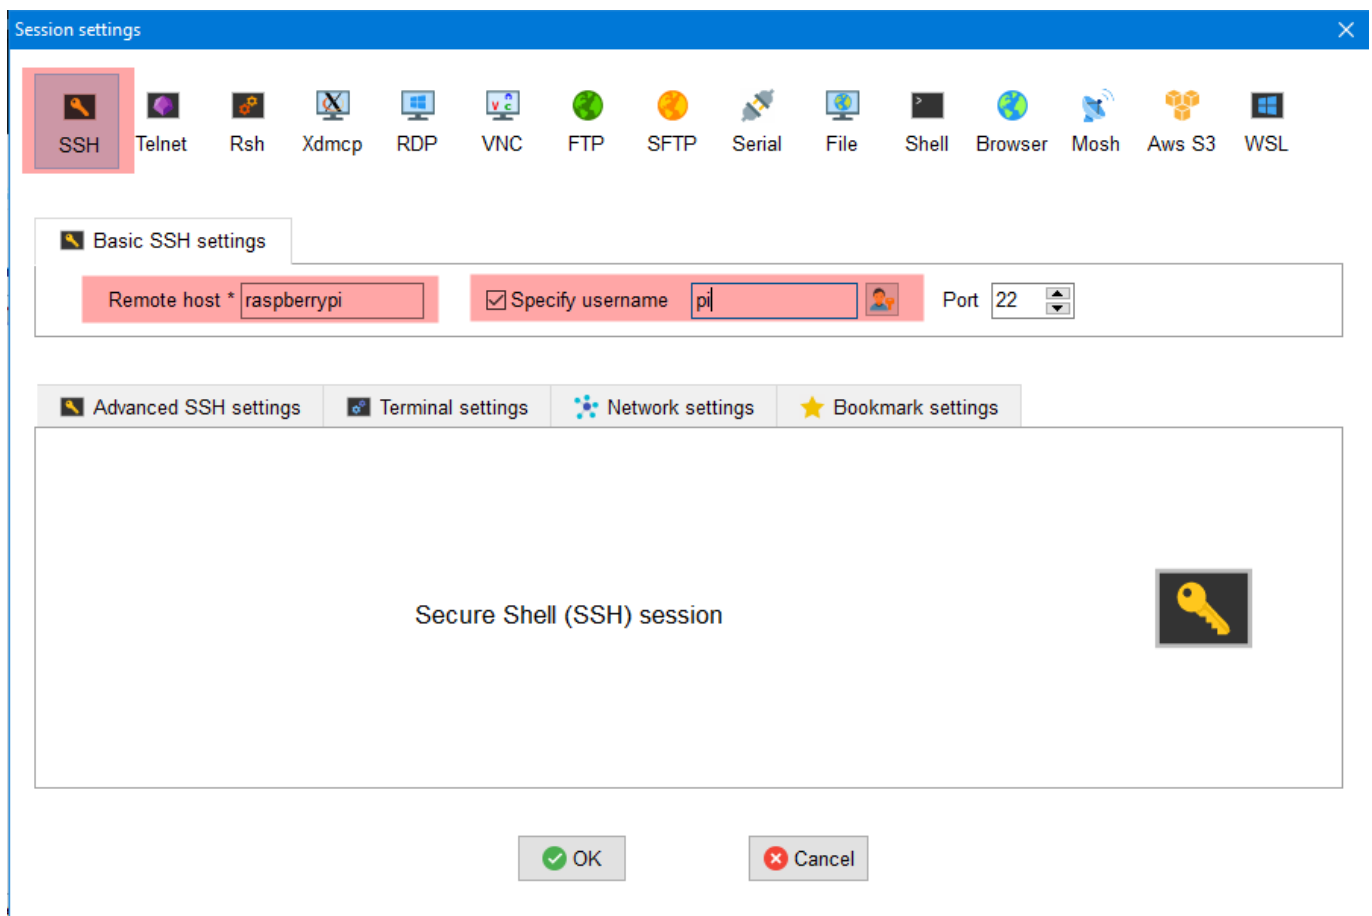 Session settings
SSH Telnet Rsh Xdmcp RDP VNC FTP SFTP Serial File Shell Browser Mosh Aws S3 WSL
Basic SSH settings
Remote host * raspberrypi Specify username pi Port 22
Advanced SSH settings Terminal settings Network settings Bookmark settings
Secure Shell (SSH) session
OK Cancel